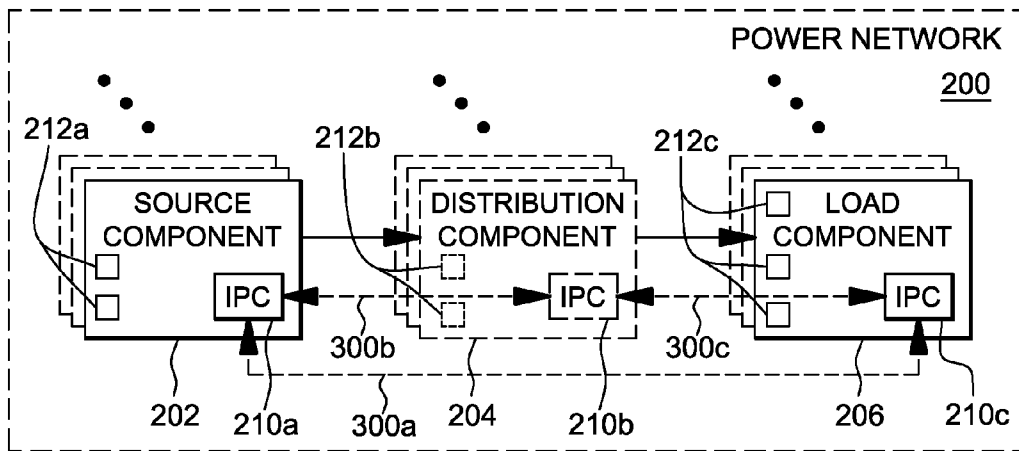 POWER NETWORK
200
212a
212b
212c
SOURCE
COMPONENT
DISTRIBUTION
COMPONENT
LOAD
COMPONENT
IPC
IPC
IPC
300b
300c
202
210a
300a
204
210b
206
210c